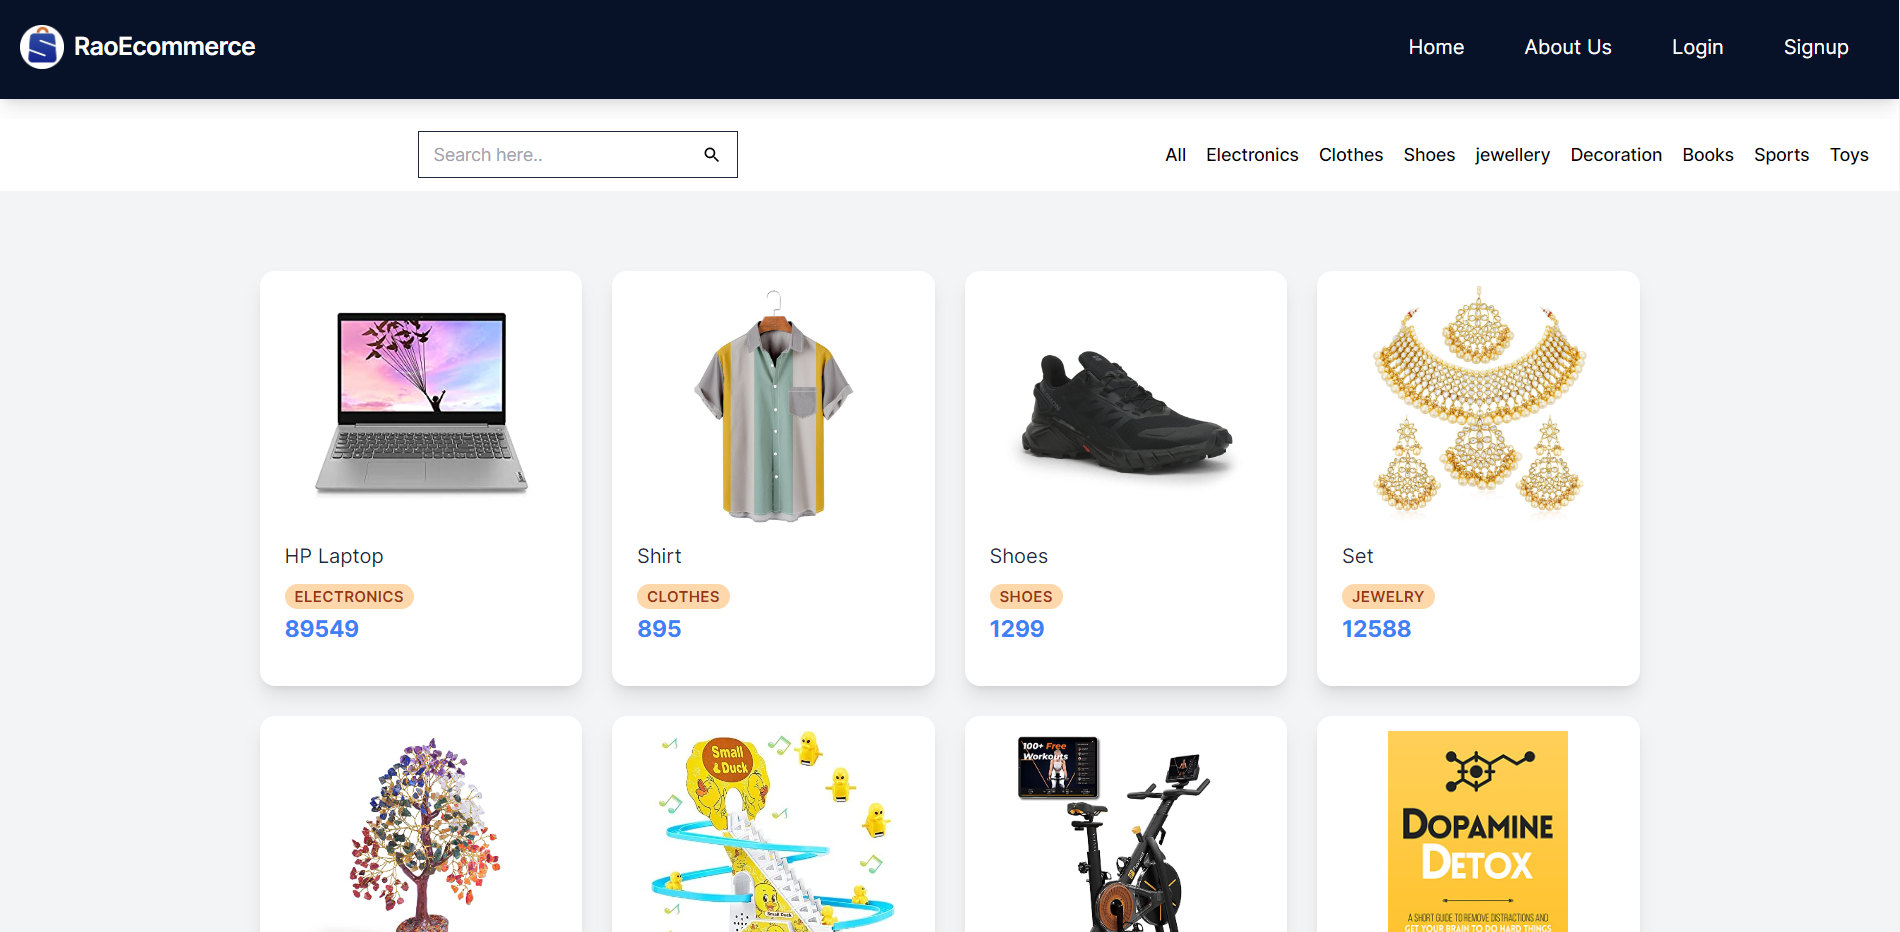 RaoEcommerce
Home About Us Login Signup
Search here..
All Electronics Clothes Shoes jewellery Decoration Books Sports Toys
HP Laptop
ELECTRONICS
89549
Shirt
CLOTHES
895
Shoes
SHOES
1299
Set
JEWELRY
12588
Small
& Duck
Small Duck
100+ Free
Workouts
DOPAMINE
DETOX
A SHORT GUIDE TO REMOVE DISTRACTIONS AND
GET YOUR BRAIN TO DO HARD THINGS